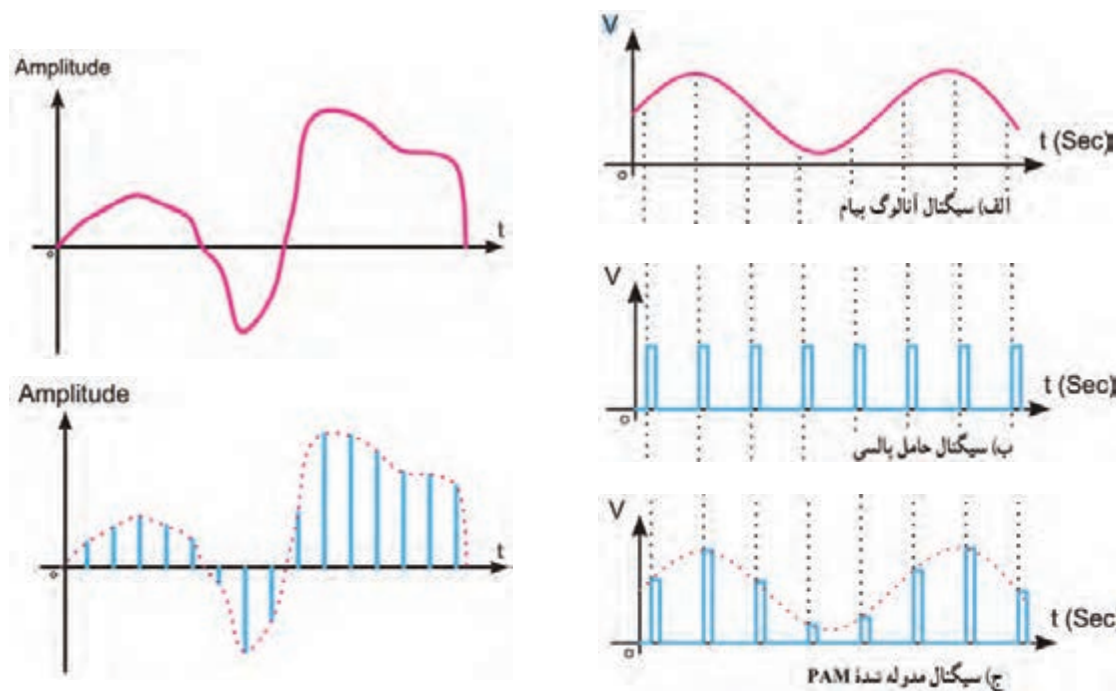 Amplitude
t
o
Amplitude
t
o
V
t (Sec)
o
الف) سیگنال آنالوگ پیام
V
t (Sec)
o
ب) سیگنال حامل پالسی
V
t (Sec
o
ج) سیگنال مدوله شدهٔ PAM